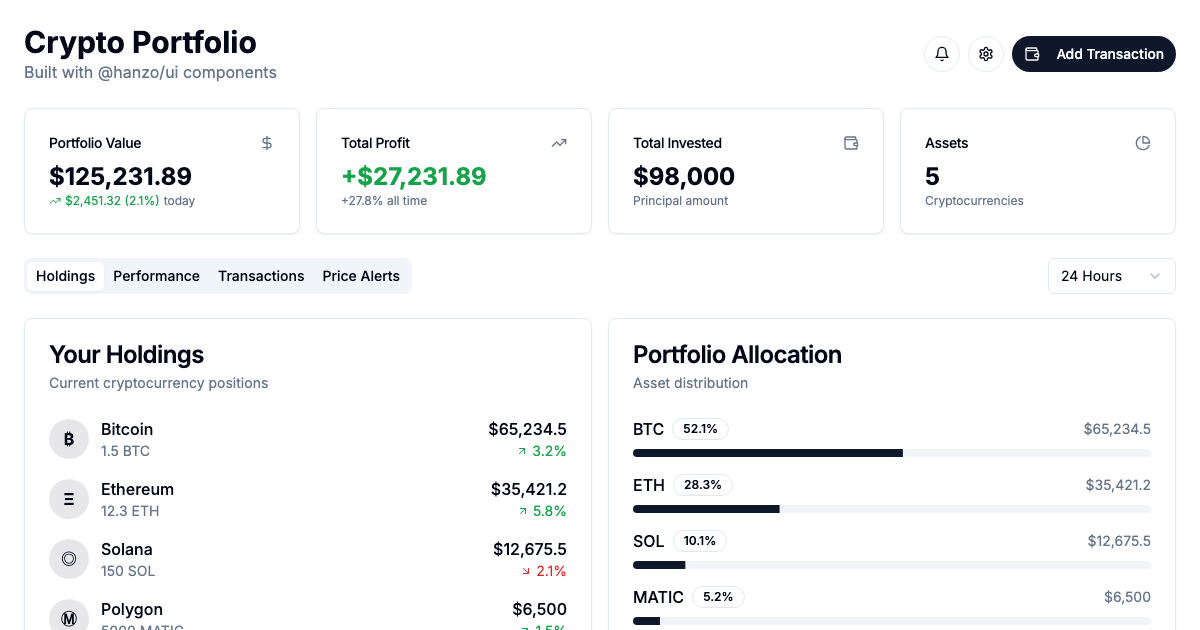 Crypto Portfolio
Built with @hanzo/ui components
Add Transaction
Portfolio Value
$125,231.89
$2,451.32 (2.1%) today
Total Profit
+$27,231.89
+27.8% all time
Total Invested
$98,000
Principal amount
Assets
5
Cryptocurrencies
Holdings Performance Transactions Price Alerts
24 Hours
Your Holdings
Current cryptocurrency positions
Bitcoin $65,234.5
1.5 BTC 3.2%
Ethereum $35,421.2
12.3 ETH 5.8%
Solana $12,675.5
150 SOL 2.1%
Polygon $6,500
5000 MATIC 1.5%
Portfolio Allocation
Asset distribution
BTC 52.1% $65,234.5
ETH 28.3% $35,421.2
SOL 10.1% $12,675.5
MATIC 5.2% $6,500